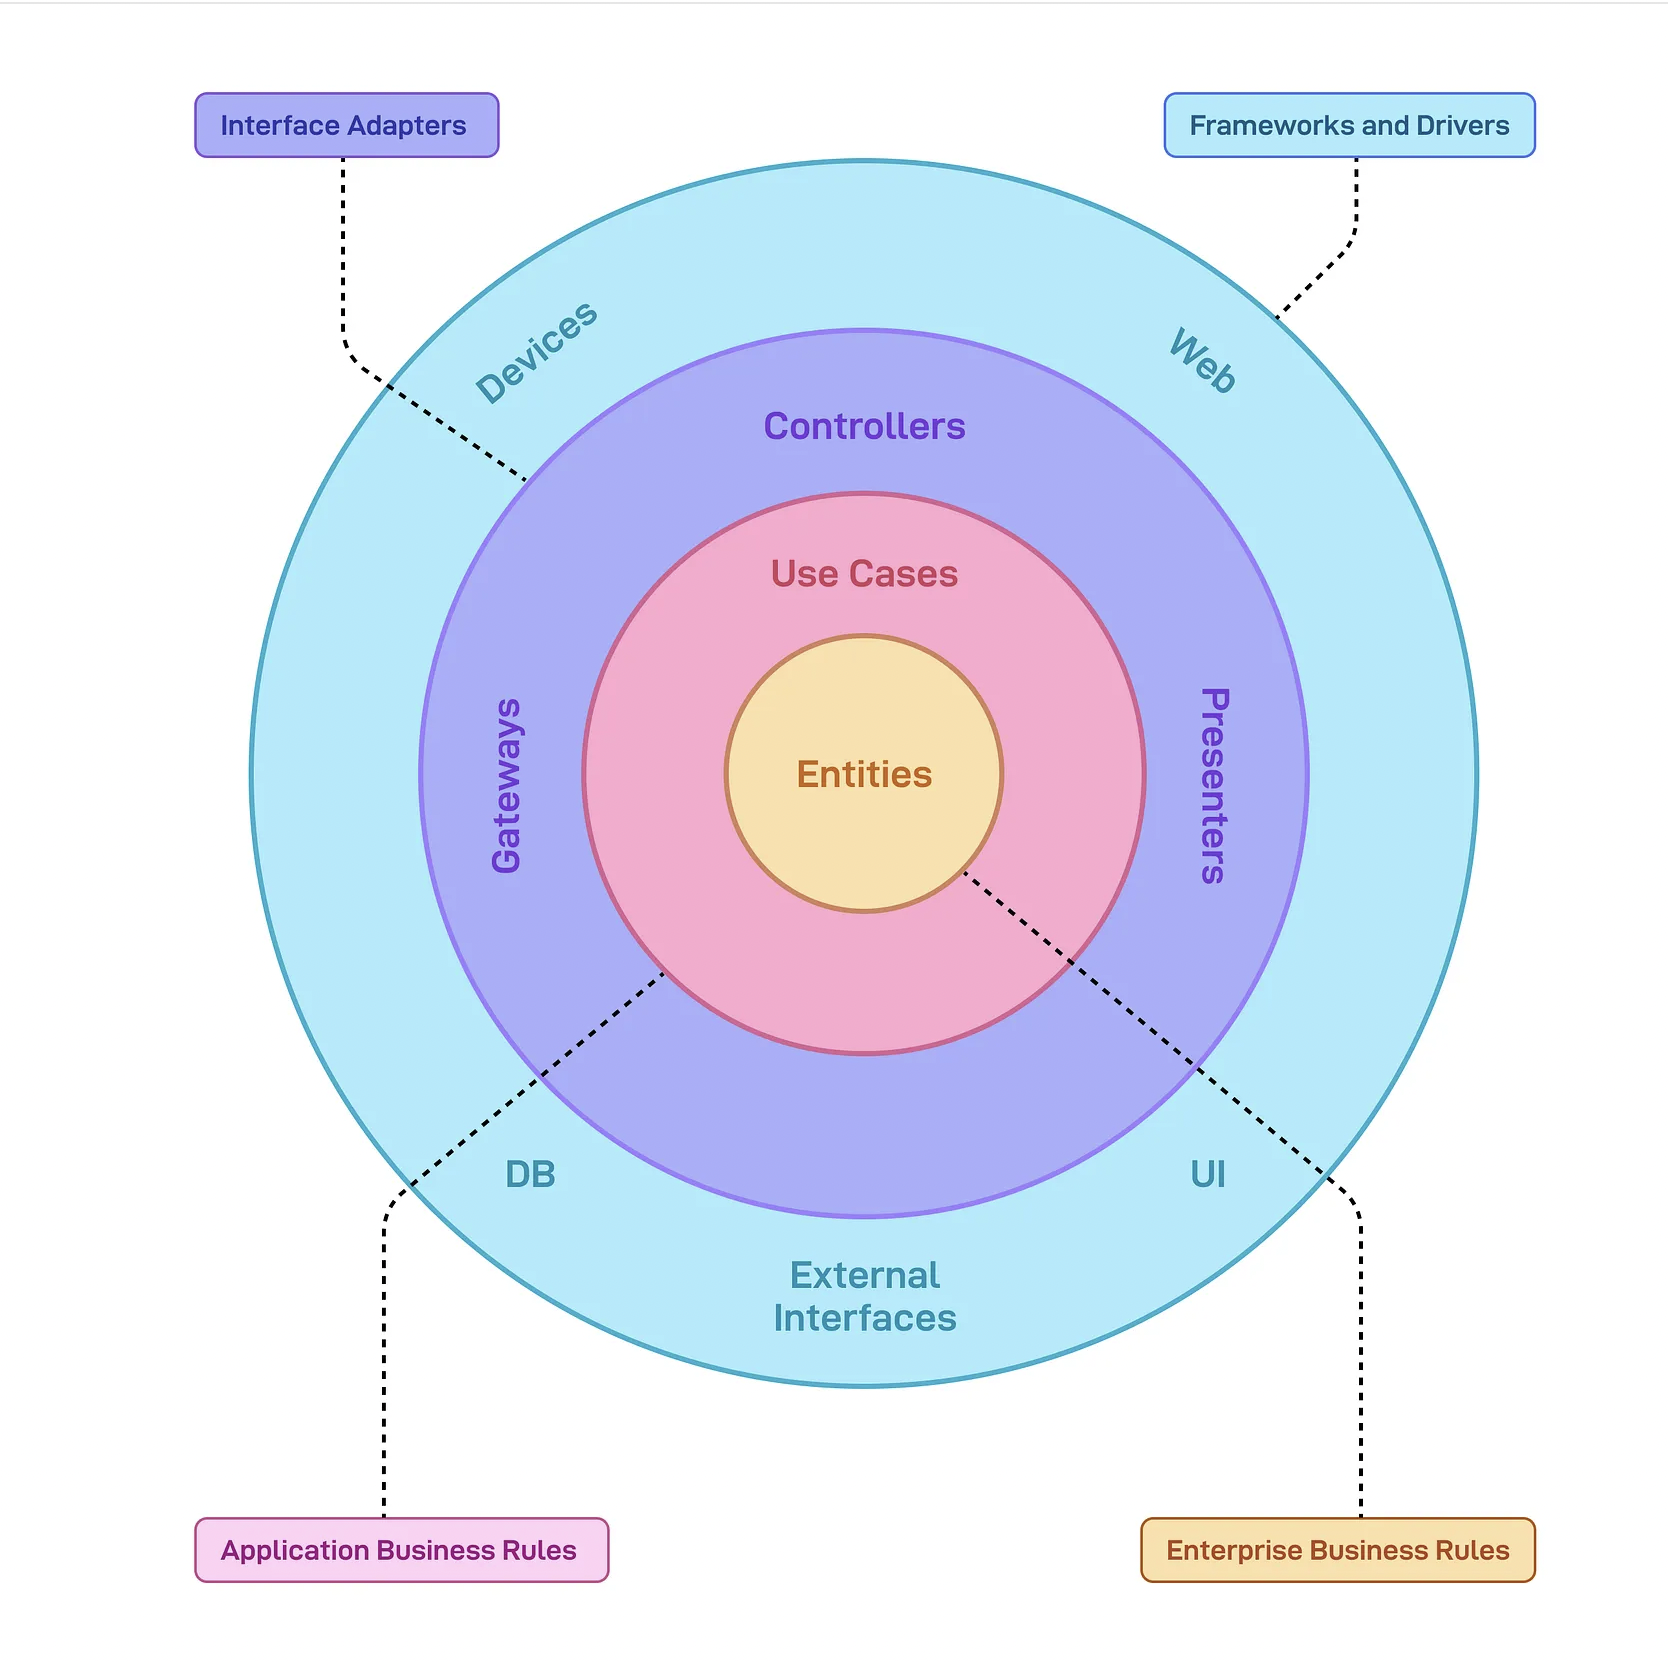 Interface Adapters
Frameworks and Drivers
Devices
Web
Controllers
Use Cases
Gateways
Entities
Presenters
DB
UI
External
Interfaces
Application Business Rules
Enterprise Business Rules